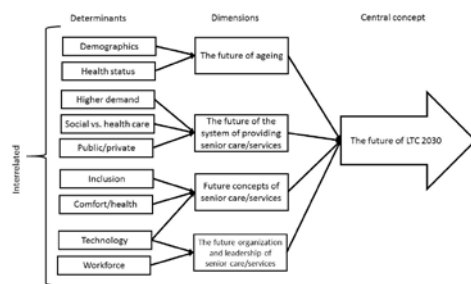 Determinants
Dimensions
Central concept
Interrelated
Demographics
Health status
Higher demand
Social vs. health care
Public/private
Inclusion
Comfort/health
Technology
Workforce
The future of ageing
The future of the
system of providing
senior care/services
Future concepts of
senior care/services
The future organization
and leadership of
senior care/services
The future of LTC 2030